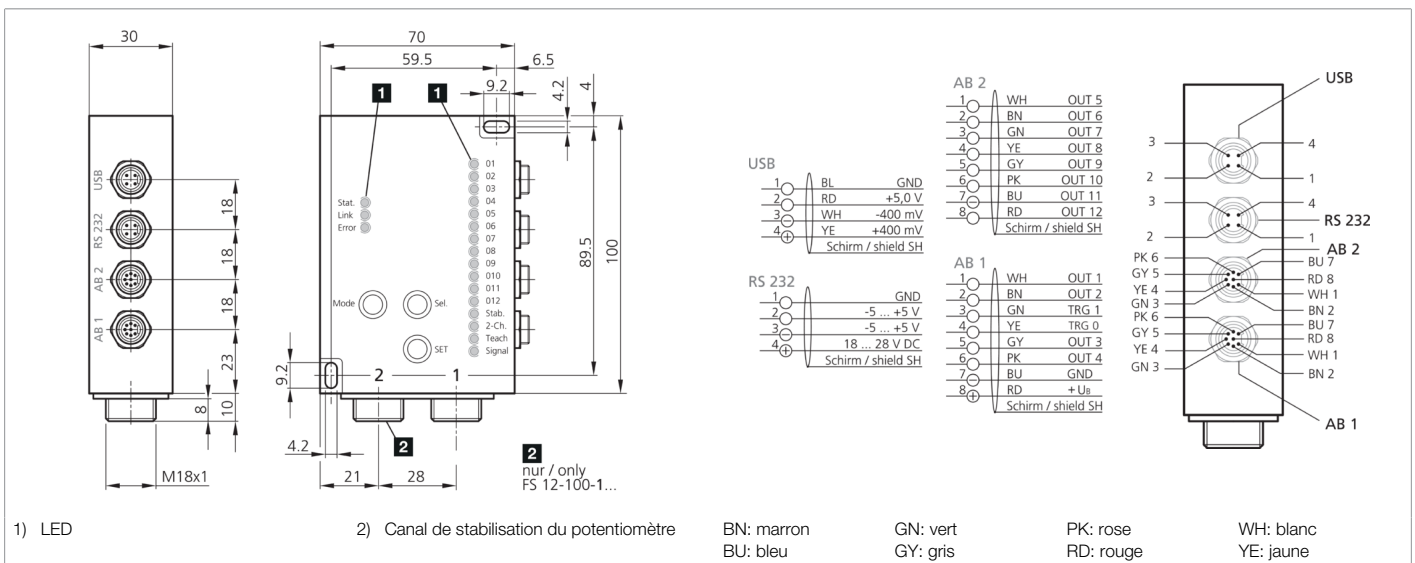 30
70
59.5
6.5
9.2
4.2
4
1
1
USB
RS 232
AB 2
AB 1
18
18
18
23
8
10
M18x1
Stat.
Link
Error
01
02
03
04
05
06
07
08
09
010
011
012
Stab.
2-Ch.
Teach
Signal
Mode
Sel.
SET
89.5
100
9.2
2
1
4.2
2
21
28
2
nur / only
FS 12-100-1...
USB
1 BL GND
2 RD +5,0 V
3 WH -400 mV
4 YE +400 mV
Schirm / shield SH
RS 232
1 GND
2 -5 ... +5 V
3 -5 ... +5 V
4 18 ... 28 V DC
Schirm / shield SH
AB 2
1 WH OUT 5
2 BN OUT 6
3 GN OUT 7
4 YE OUT 8
5 GY OUT 9
6 PK OUT 10
7 BU OUT 11
8 RD OUT 12
Schirm / shield SH
AB 1
1 WH OUT 1
2 BN OUT 2
3 GN TRG 1
4 YE TRG 0
5 GY OUT 3
6 PK OUT 4
7 BU GND
8 RD + UB
Schirm / shield SH
USB
3 4
2 1
3 4
RS 232
2 1
AB 2
PK 6 BU 7
GY 5 RD 8
YE 4 WH 1
GN 3 BN 2
PK 6 BU 7
GY 5 RD 8
YE 4 WH 1
GN 3 BN 2
AB 1
1) LED
2) Canal de stabilisation du potentiomètre
BN: marron GN: vert PK: rose WH: blanc
BU: bleu GY: gris RD: rouge YE: jaune